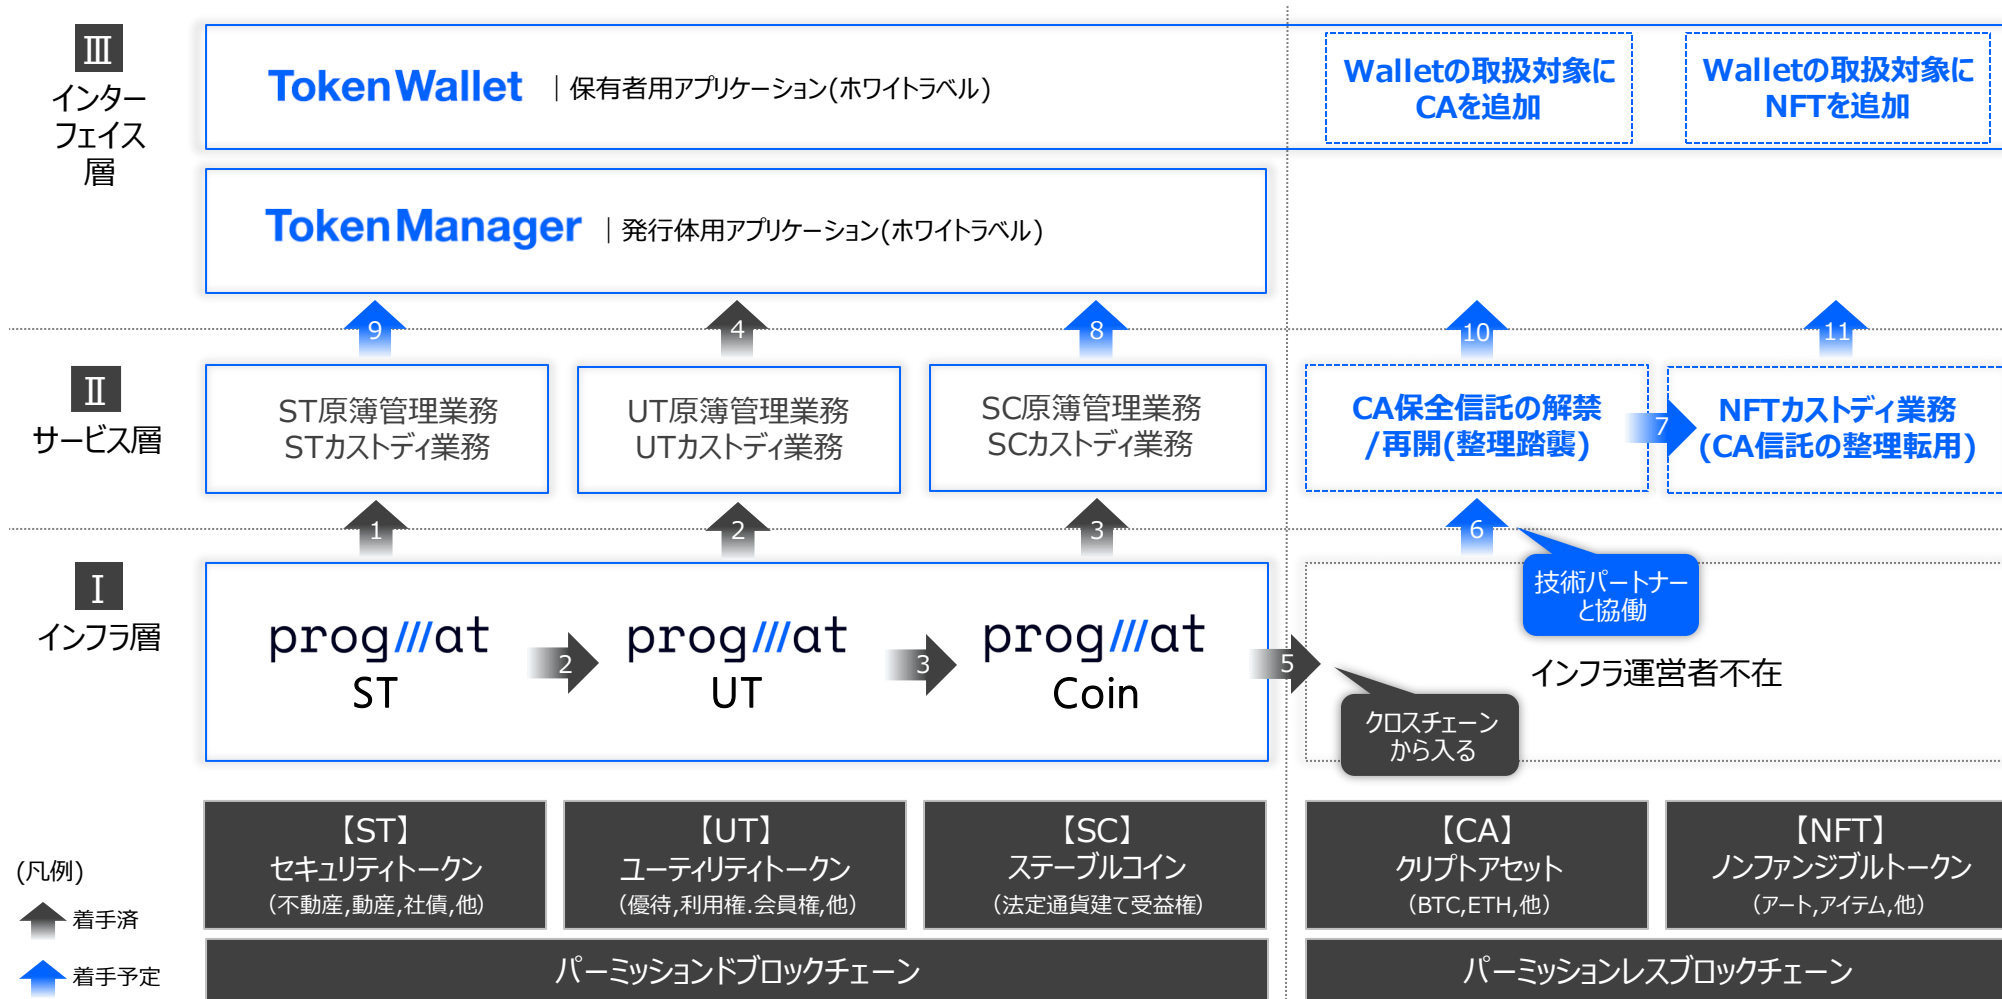 Ⅲ
インター
フェイス
層
TokenWallet ｜保有者用アプリケーション(ホワイトラベル)
Walletの取扱対象に
CAを追加
Walletの取扱対象に
NFTを追加
TokenManager ｜発行体用アプリケーション(ホワイトラベル)
9
4
8
10
11
Ⅱ
サービス層
ST原簿管理業務
STカストディ業務
UT原簿管理業務
UTカストディ業務
SC原簿管理業務
SCカストディ業務
CA保全信託の解禁
/再開(整理踏襲)
7
NFTカストディ業務
(CA信託の整理転用)
1
2
3
6
Ⅰ
インフラ層
prog///at
ST
2
prog///at
UT
3
prog///at
Coin
5
技術パートナー
と協働
インフラ運営者不在
クロスチェーン
から入る
【ST】
セキュリティトークン
(不動産,動産,社債,他)
【UT】
ユーティリティトークン
(優待,利用権.会員権,他)
【SC】
ステーブルコイン
(法定通貨建て受益権)
【CA】
クリプトアセット
(BTC,ETH,他)
【NFT】
ノンファンジブルトークン
(アート,アイテム,他)
(凡例)
着手済
着手予定
パーミッションドブロックチェーン
パーミッションレスブロックチェーン